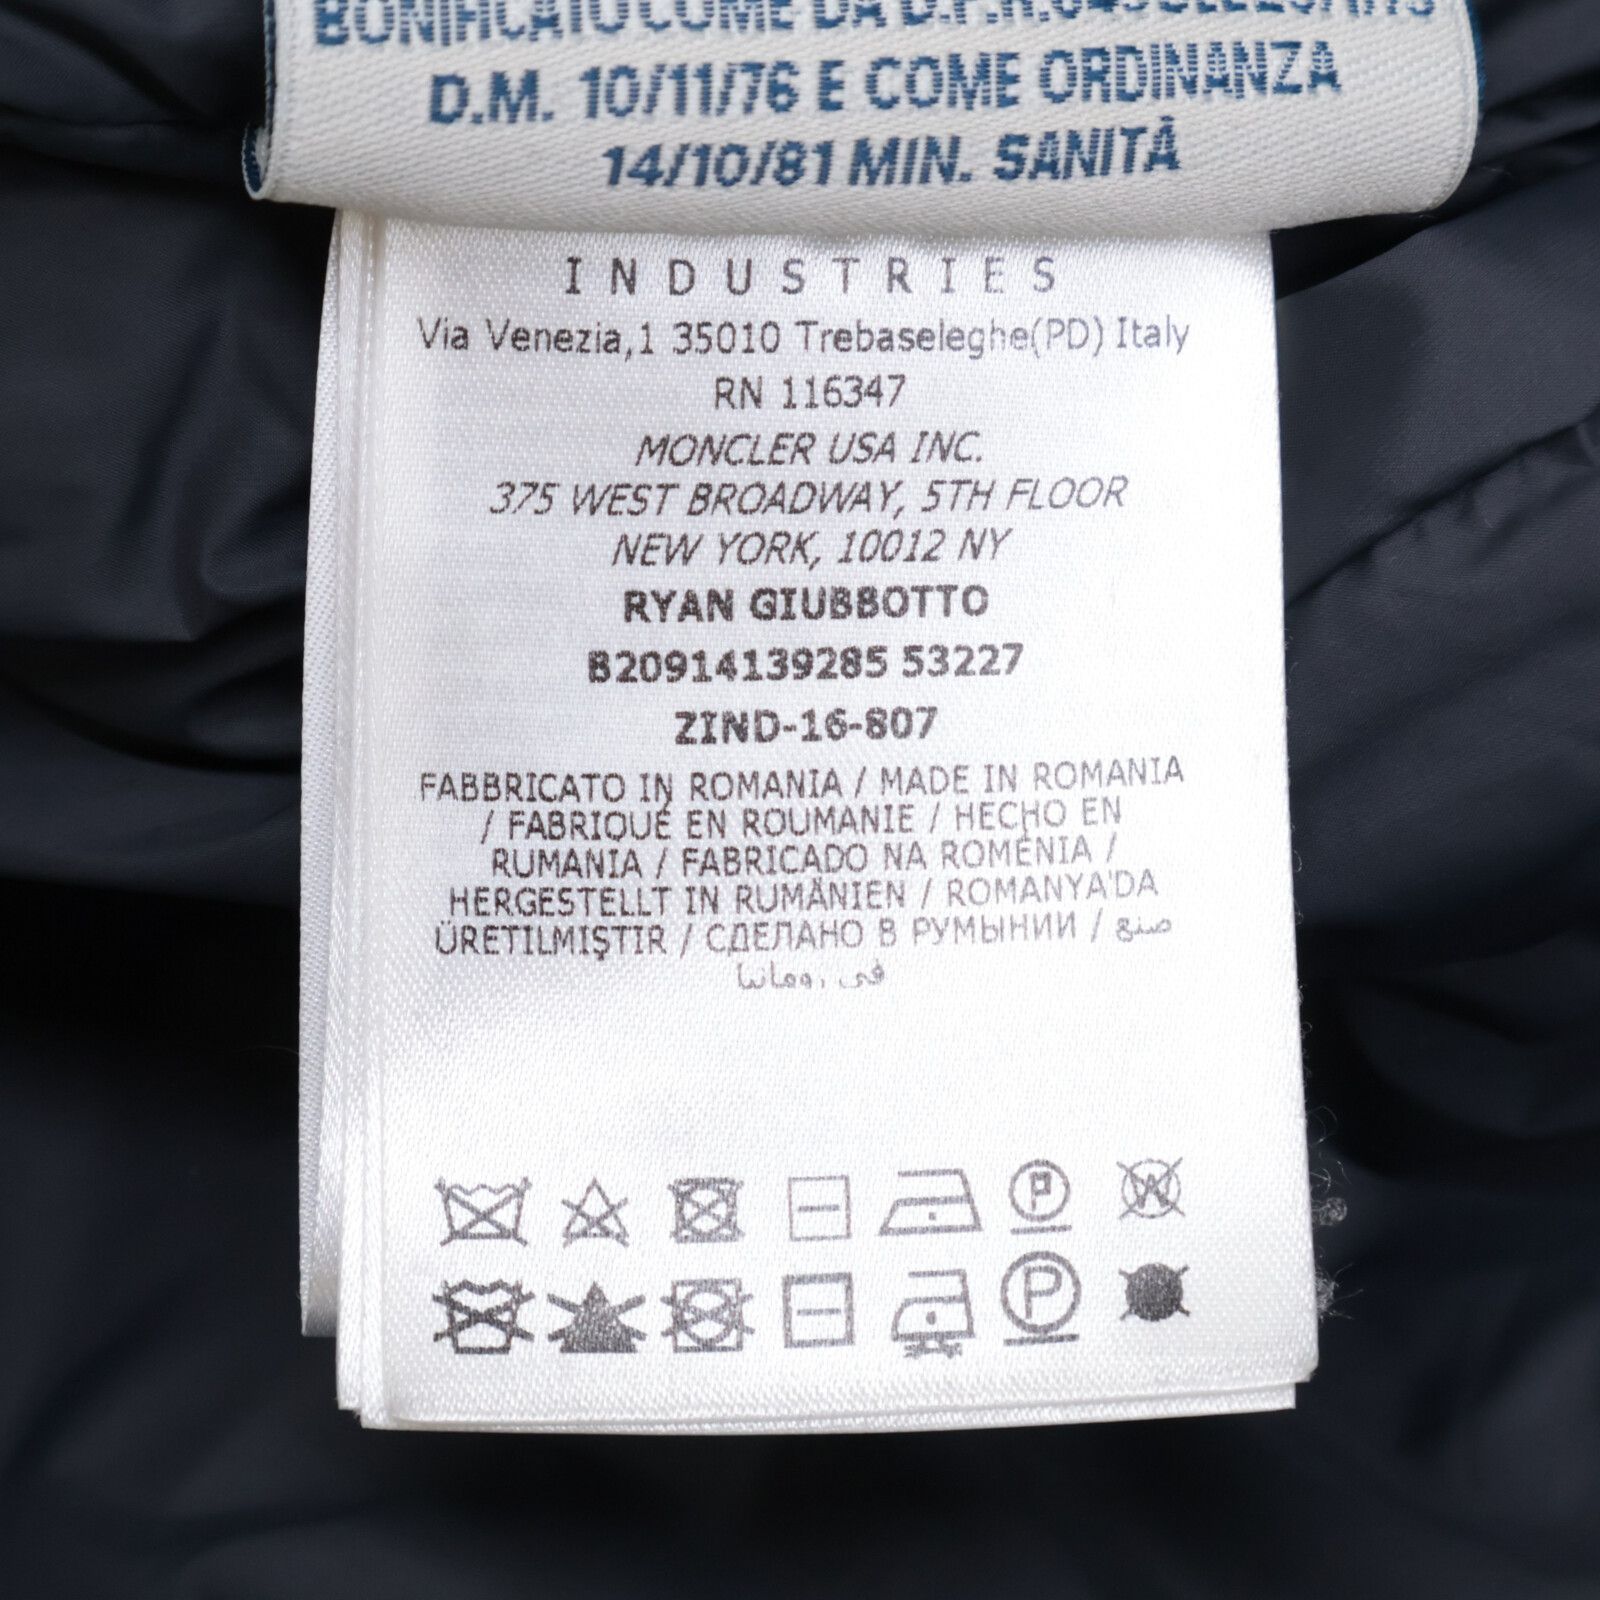 BONIFICATO COME DA D.P.R.
D.M. 10/11/76 E COME ORDINANZA
14/10/81 MIN. SANITÀ
INDUSTRIES
Via Venezia,1 35010 Trebaseleghe(PD) Italy
RN 116347
MONCLER USA INC.
375 WEST BROADWAY, 5TH FLOOR
NEW YORK, 10012 NY
RYAN GIUBBOTTO
B20914139285 53227
ZIND-16-807
FABBRICATO IN ROMANIA / MADE IN ROMANIA
/ FABRIQUÉ EN ROUMANIE / HECHO EN
RUMANIA / FABRICADO NA ROMÉNIA /
HERGESTELLT IN RUMÄNIEN / ROMANYA'DA
ÜRETILMIŞTIR / СДЕЛАНО В РУМЫНИИ / صنع
في رومانيا
P W
P